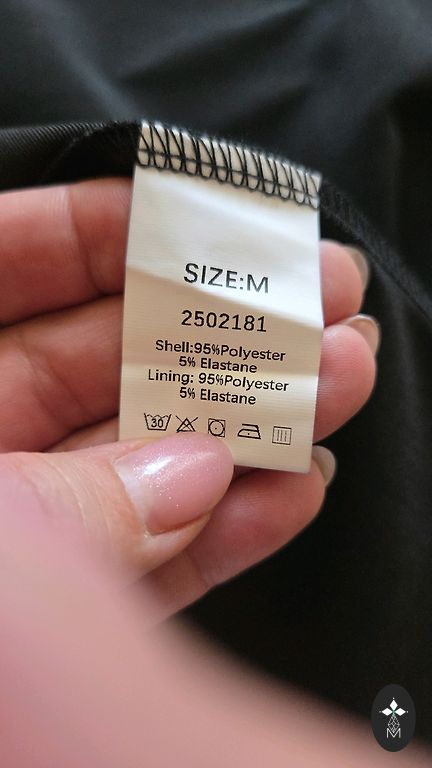 SIZE:M
2502181
Shell:95%Polyester
5% Elastane
Lining: 95%Polyester
5% Elastane
30
M